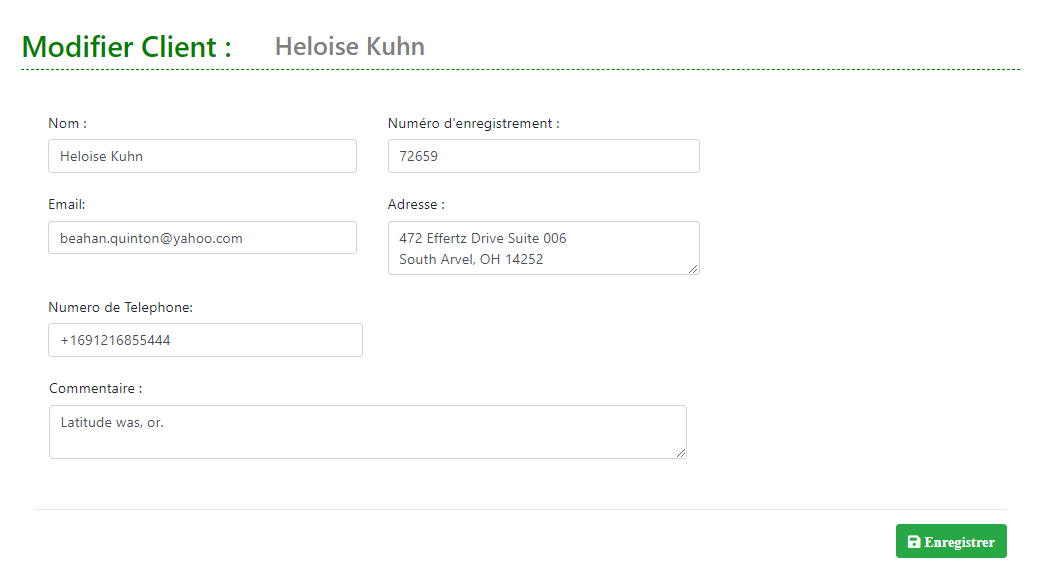 Modifier Client : Heloise Kuhn
Nom :
Heloise Kuhn
Numéro d'enregistrement :
72659
Email:
beahan.quinton@yahoo.com
Adresse :
472 Effertz Drive Suite 006
South Arvel, OH 14252
Numero de Telephone:
+1691216855444
Commentaire :
Latitude was, or.
Enregistrer